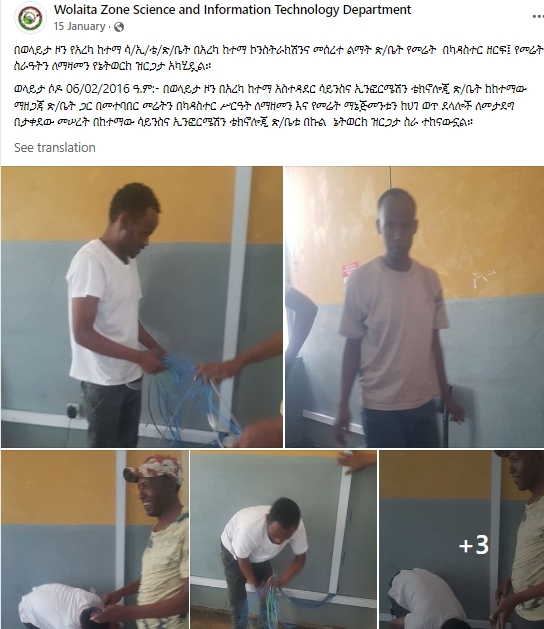 Wolaita Zone Science and Information Technology Department
15 January ·
በወላይታ ዞን የአረካ ከተማ ሳ/ኢ/ቴ/ጽ/ቤት በአረካ ከተማ ኮንስትራክሽንና መሰረተ ልማት ጽ/ቤት የመሬት በካዳስተር ዘርፍ፤ የመሬት
ስራዓትን ለማዘመን የኔትወርክ ዝርጋታ አካሂዷል።
ወላይታ ሶዶ 06/02/2016 ዓ.ም:- በወላይታ ዞን በአረካ ከተማ አስተዳደር ሳይንስና ኢንፎርሜሽን ቴክኖሎጂ ጽ/ቤት ከከተማው
ማዘጋጃ ጽ/ቤት ጋር በመተባበር መሬትን በካዳስተር ሥርዓት ለማዘመን እና የመሬት ማኔጅመንቱን ከህገ ወጥ ደላሎች ለመታደግ
በታቀደው መሠረት በከተማው ሳይንስና ኢንፎርሜሽን ቴክኖሎጂ ጽ/ቤቱ በኩል ኔትወርክ ዝርጋታ ስራ ተከናውኗል።
See translation
+3